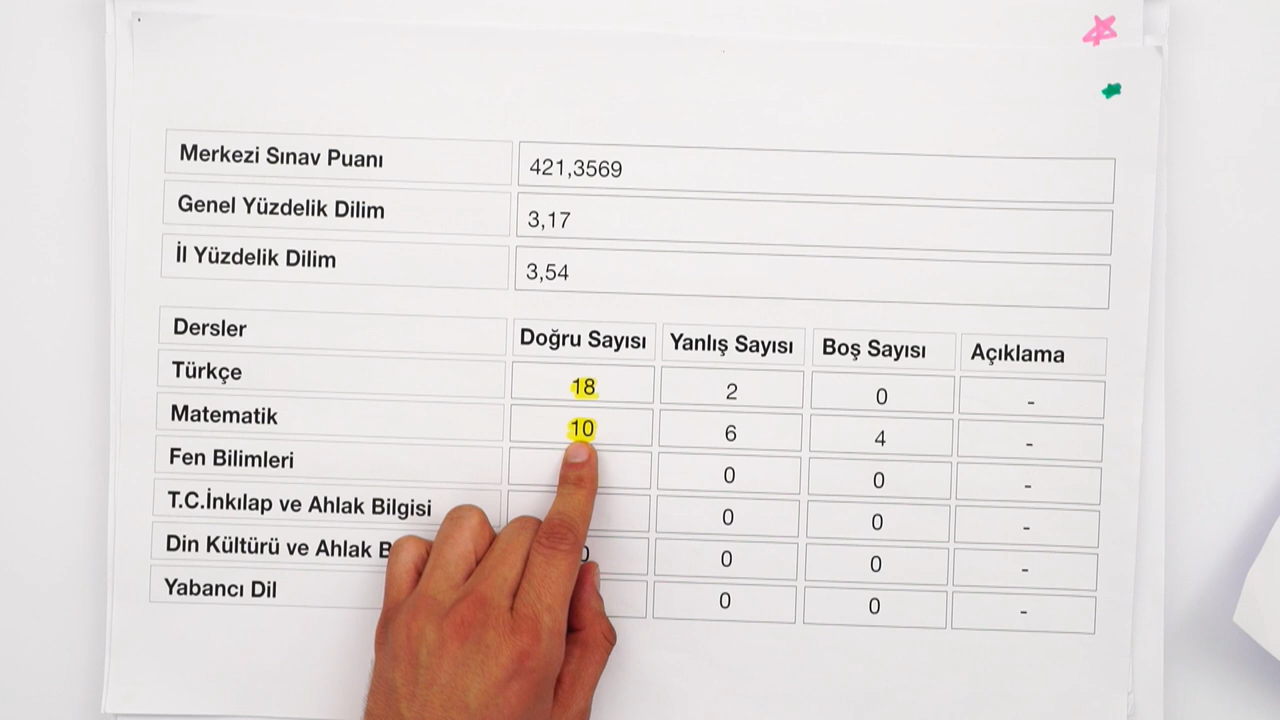 Merkezi Sınav Puanı 421,3569
Genel Yüzdelik Dilim 3,17
İl Yüzdelik Dilim 3,54
Dersler Doğru Sayısı Yanlış Sayısı Boş Sayısı Açıklama
Türkçe 18 2 0 -
Matematik 10 6 4 -
Fen Bilimleri 0 0 -
T.C.İnkılap ve Ahlak Bilgisi 0 0 -
Din Kültürü ve Ahlak 0 0 -
Yabancı Dil 0 0 -